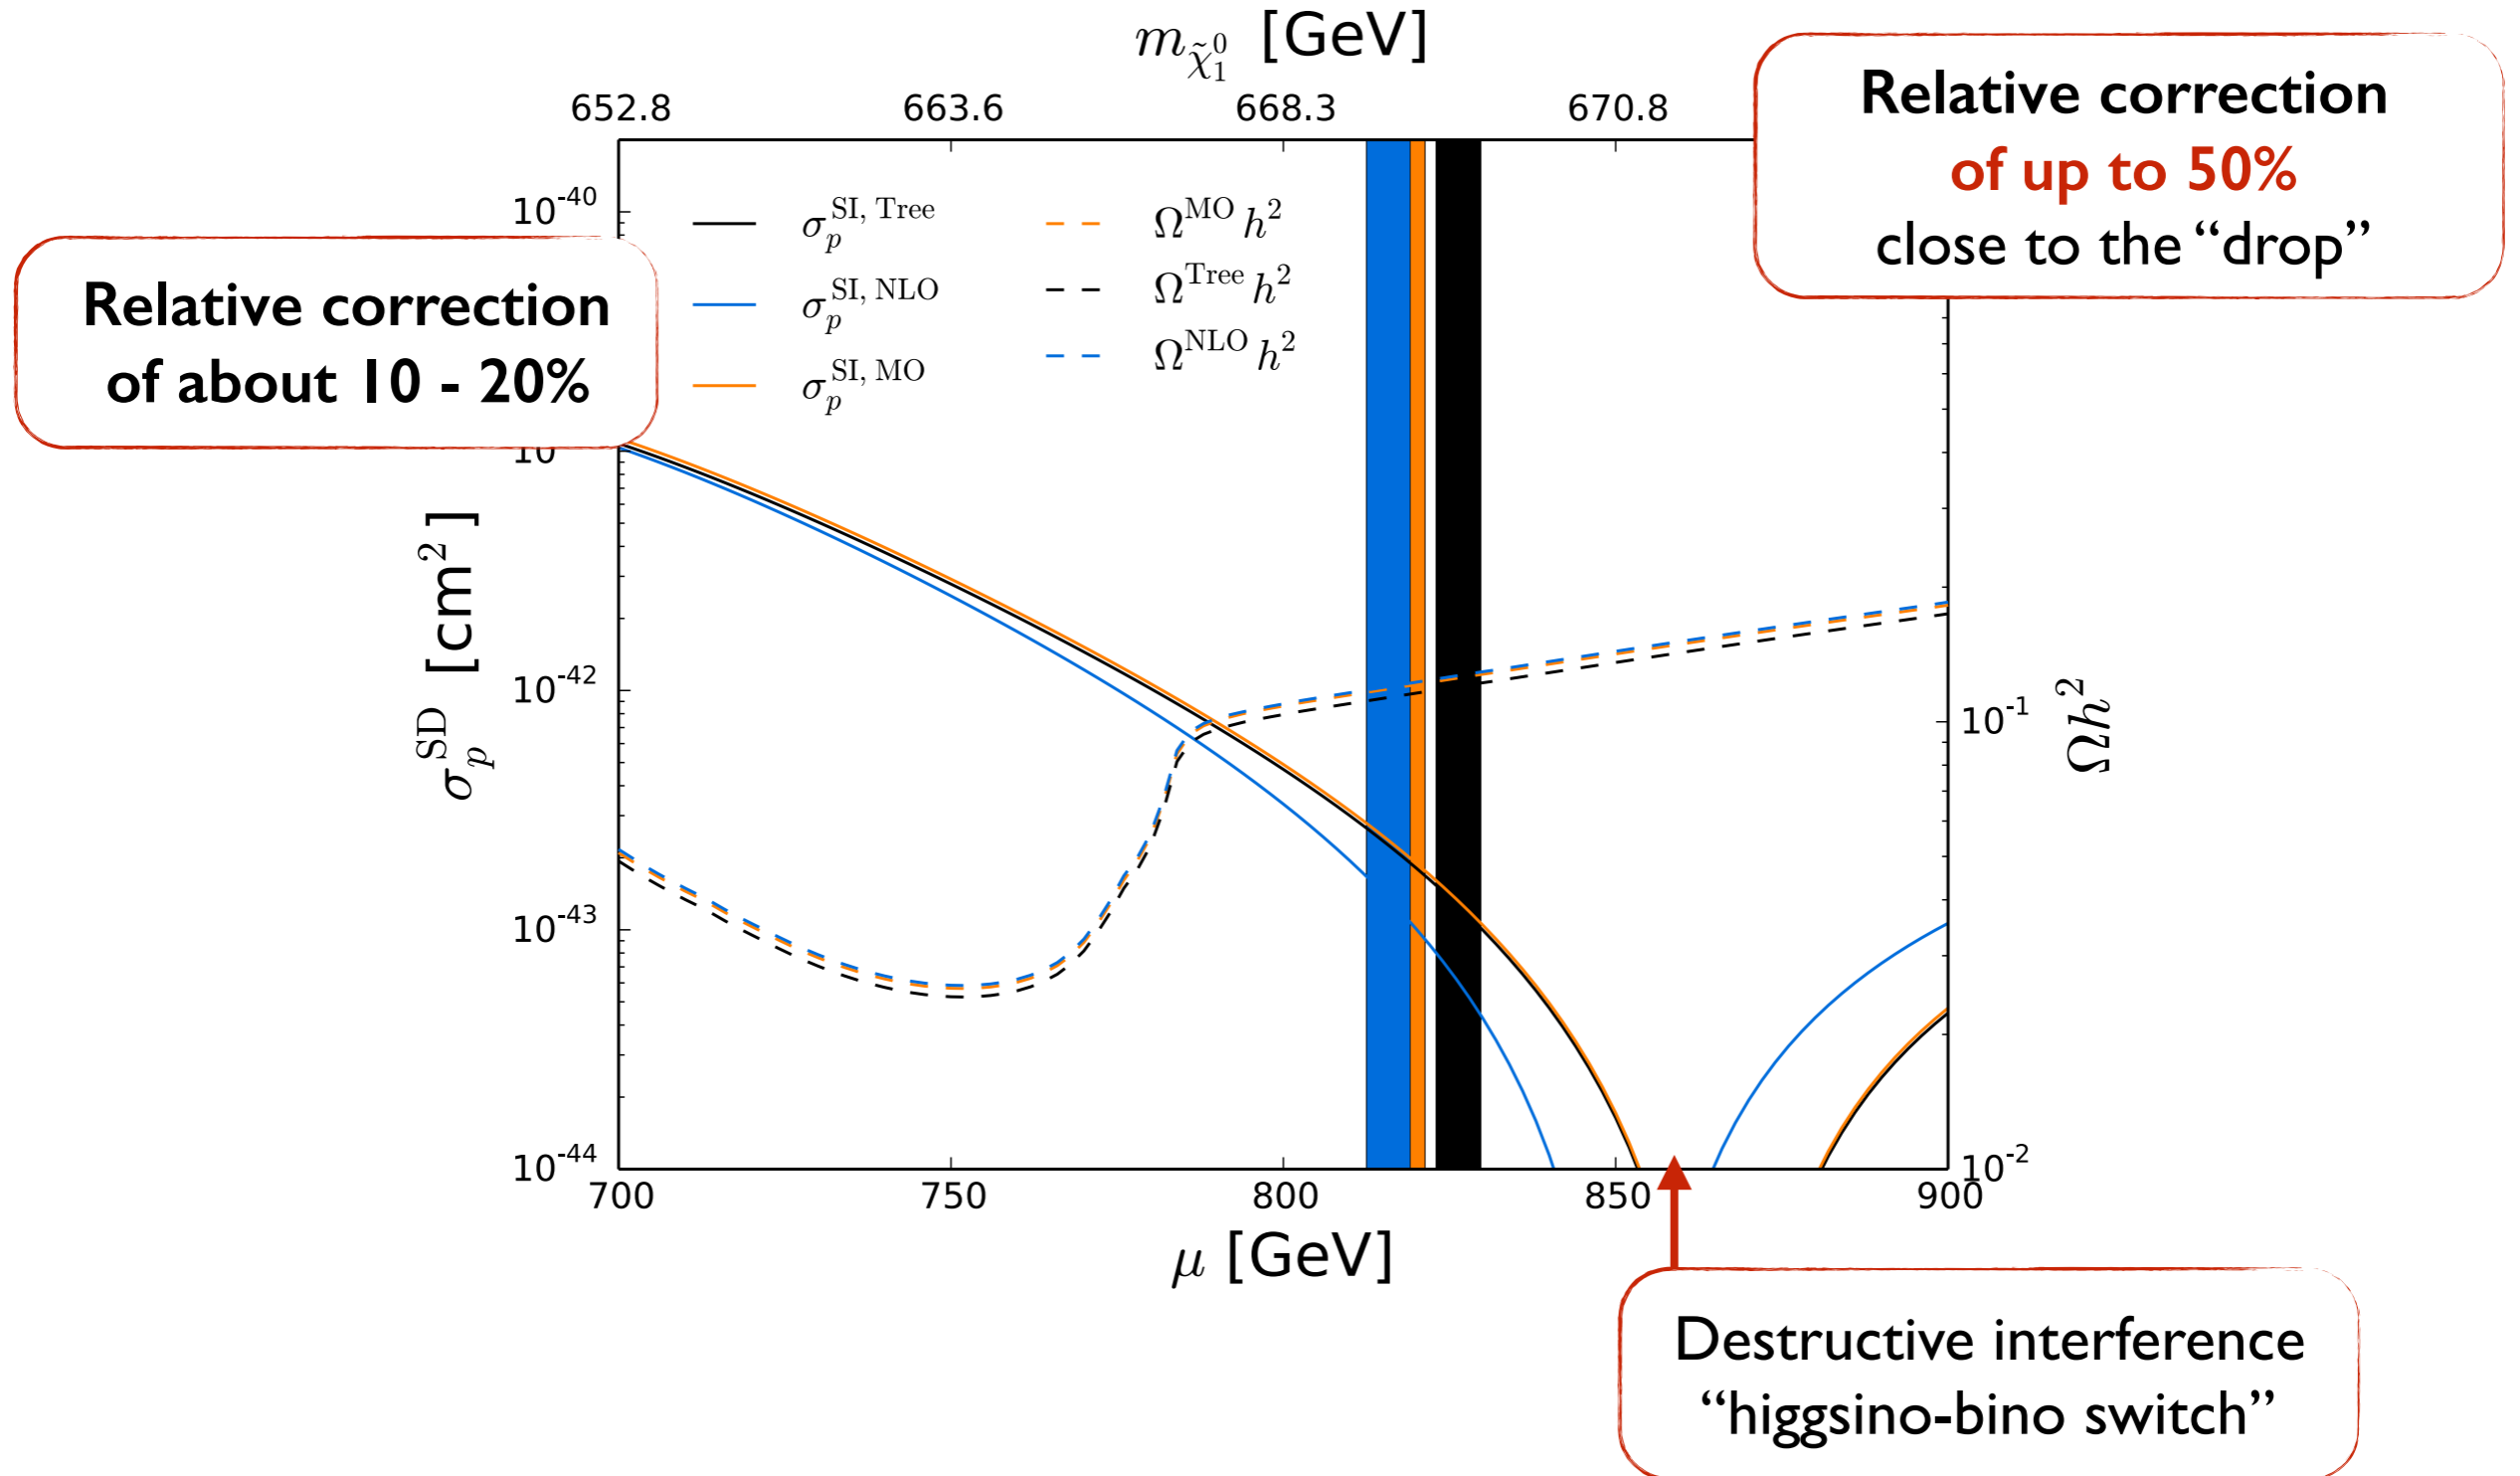 m_{\tilde{\chi}_1^0} [GeV]
652.8 663.6 668.3 670.8
Relative correction
of up to 50%
close to the “drop”
Relative correction
of about 10 - 20%
σ_p^{SI, Tree}
σ_p^{SI, NLO}
σ_p^{SI, MO}
Ω^{MO} h^2
Ω^{Tree} h^2
Ω^{NLO} h^2
10^{-40}
10
10^{-42}
10^{-43}
10^{-44}
σ_p^{SD} [cm^2]
10^{-1}
10^{-2}
Ωh^2
700 750 800 850 900
μ [GeV]
Destructive interference
“higgsino-bino switch”